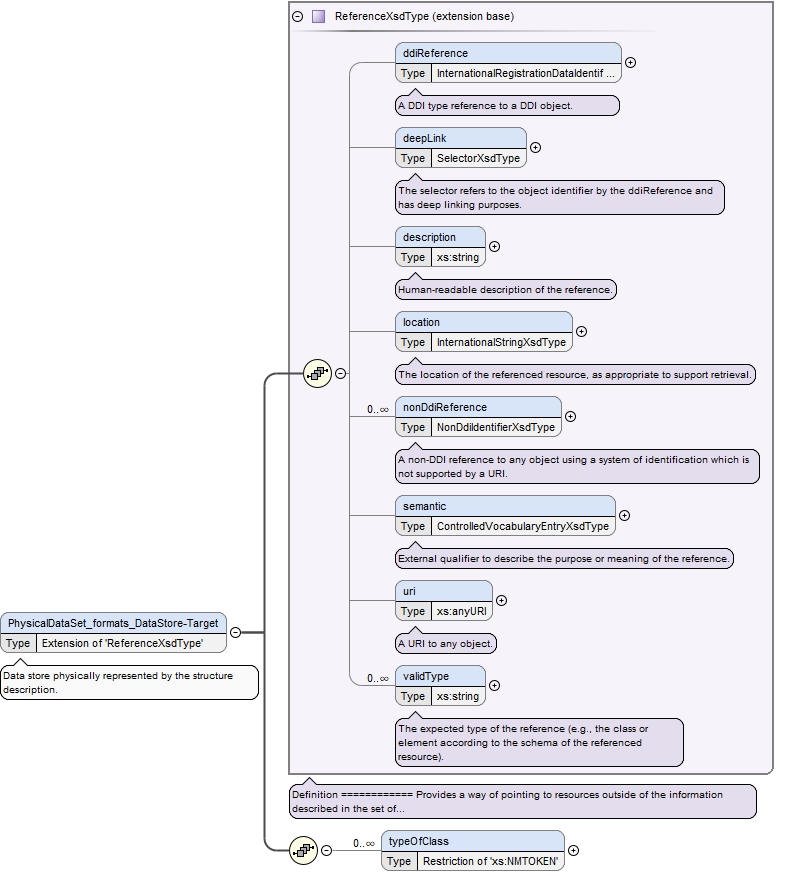 ReferenceXsdType (extension base)
ddiReference
Type InternationalRegistrationDataIdentif ...
A DDI type reference to a DDI object.
deepLink
Type SelectorXsdType
The selector refers to the object identifier by the ddiReference and
has deep linking purposes.
description
Type xs:string
Human-readable description of the reference.
location
Type InternationalStringXsdType
The location of the referenced resource, as appropriate to support retrieval.
0..∞ nonDdiReference
Type NonDdiIdentifierXsdType
A non-DDI reference to any object using a system of identification which is
not supported by a URI.
semantic
Type ControlledVocabularyEntryXsdType
External qualifier to describe the purpose or meaning of the reference.
uri
Type xs:anyURI
A URI to any object.
0..∞ validType
Type xs:string
The expected type of the reference (e.g., the class or
element according to the schema of the referenced
resource).
PhysicalDataSet_formats_DataStore-Target
Type Extension of 'ReferenceXsdType'
Data store physically represented by the structure
description.
Definition ============ Provides a way of pointing to resources outside of the information
described in the set of...
0..∞ typeOfClass
Type Restriction of 'xs:NMTOKEN'